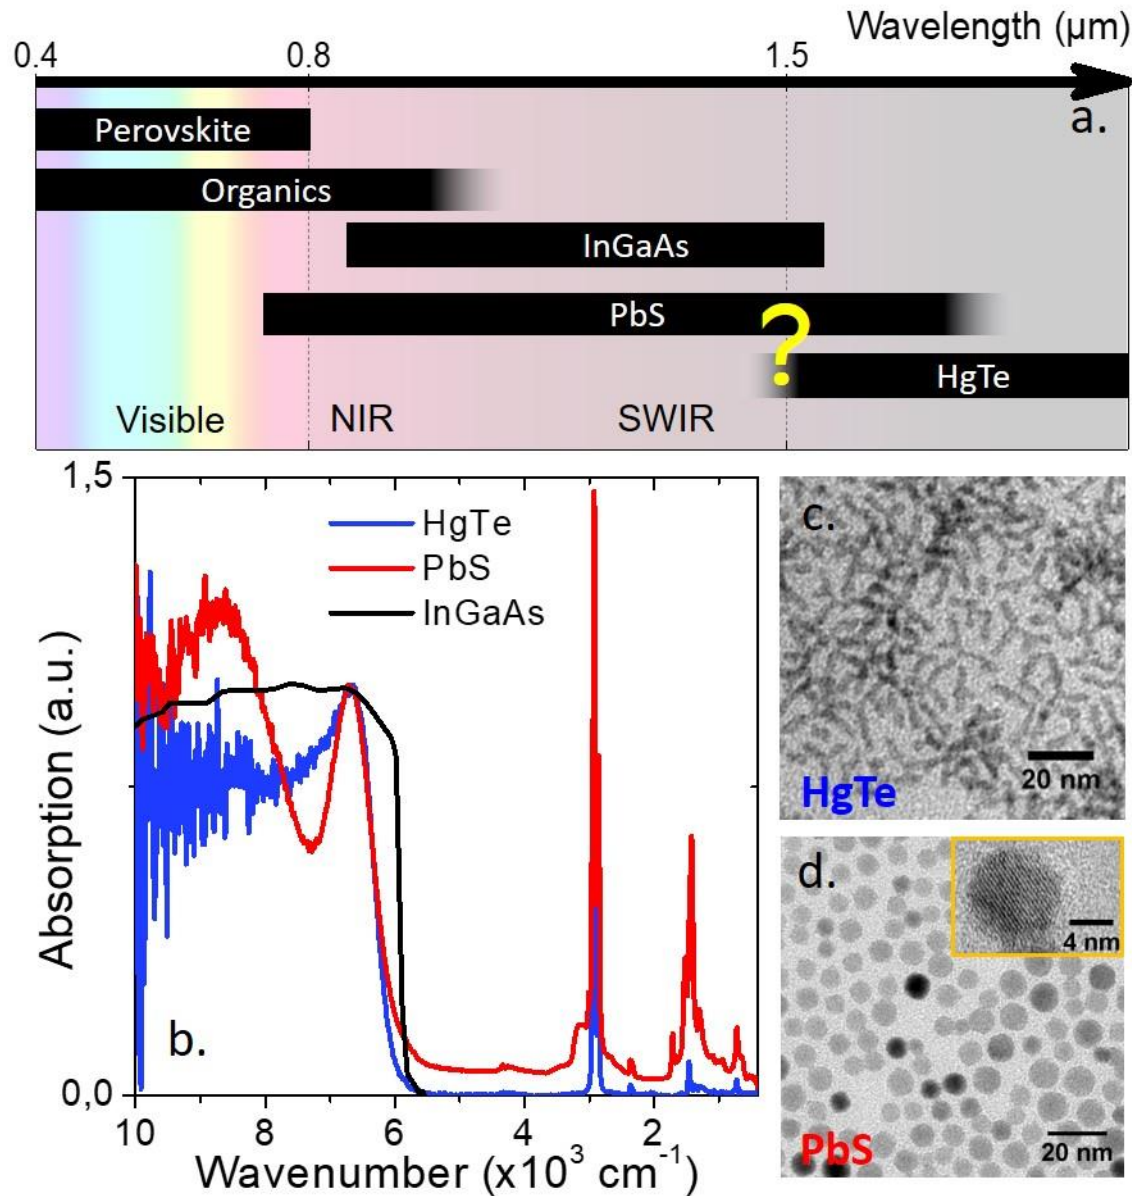 Wavelength (µm)
0.4 0.8 1.5
a.
Perovskite
Organics
InGaAs
PbS
?
HgTe
Visible NIR SWIR
1,5
HgTe
PbS
InGaAs
Absorption (a.u.)
b.
0,0
10 8 6 4 2
Wavenumber (x10³ cm⁻¹)
c.
20 nm
HgTe
d.
4 nm
20 nm
PbS